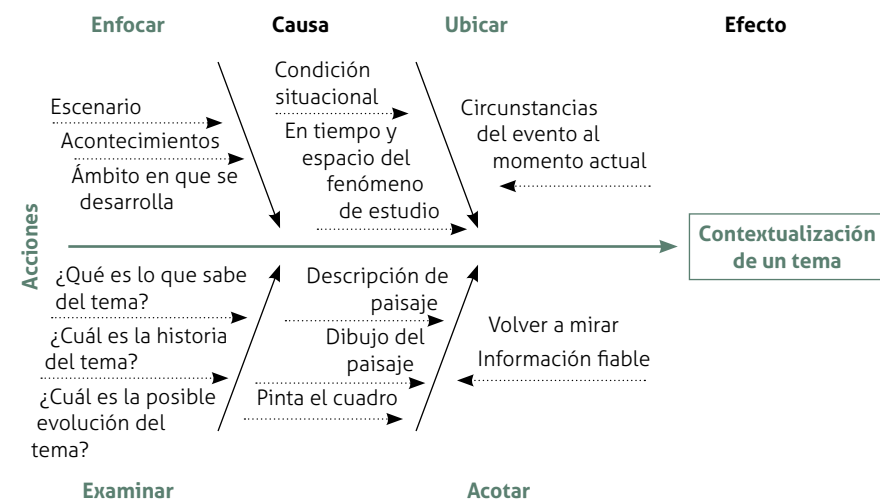 Enfocar
Causa
Ubicar
Efecto
Escenario
Acontecimientos
Ámbito en que se
desarrolla
Condición
situacional
En tiempo y
espacio del
fenómeno
de estudio
Circunstancias
del evento al
momento actual
Acciones
Contextualización
de un tema
¿Qué es lo que sabe
del tema?
¿Cuál es la historia
del tema?
¿Cuál es la posible
evolución del
tema?
Descripción de
paisaje
Dibujo del
paisaje
Pinta el cuadro
Volver a mirar
Información fiable
Examinar
Acotar